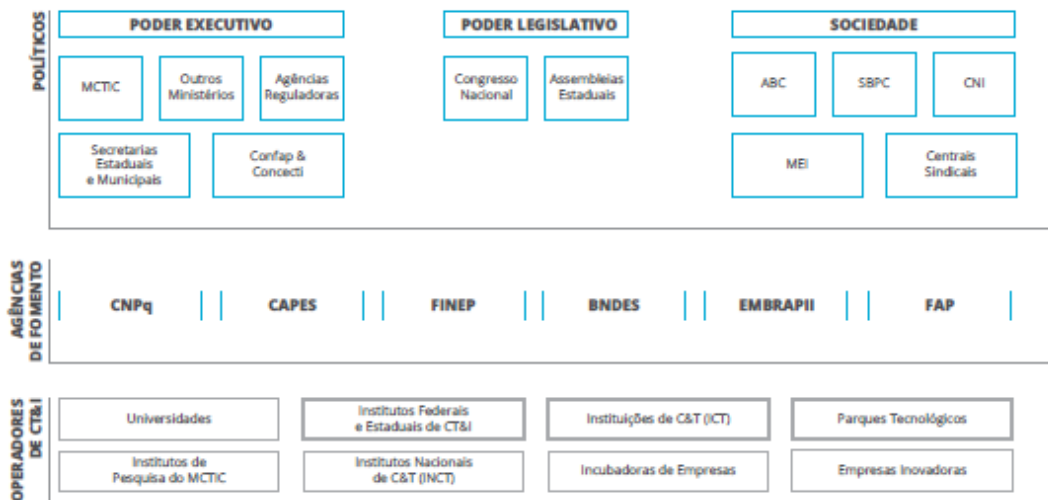 POLÍTICOS
PODER EXECUTIVO
PODER LEGISLATIVO
SOCIEDADE
MCTIC
Outros
Ministérios
Agências
Reguladoras
Congresso
Nacional
Assembleias
Estaduais
ABC
SBPC
CNI
Secretarias
Estaduais
e Municipais
Confap &
Concecti
MEI
Centrais
Sindicais
AGÊNCIAS
DE FOMENTO
CNPq
CAPES
FINEP
BNDES
EMBRAPII
FAP
OPERADORES
DE CT&I
Universidades
Institutos Federais
e Estaduais de CT&I
Instituições de C&T (ICT)
Parques Tecnológicos
Institutos de
Pesquisa do MCTIC
Institutos Nacionais
de C&T (INCT)
Incubadoras de Empresas
Empresas Inovadoras